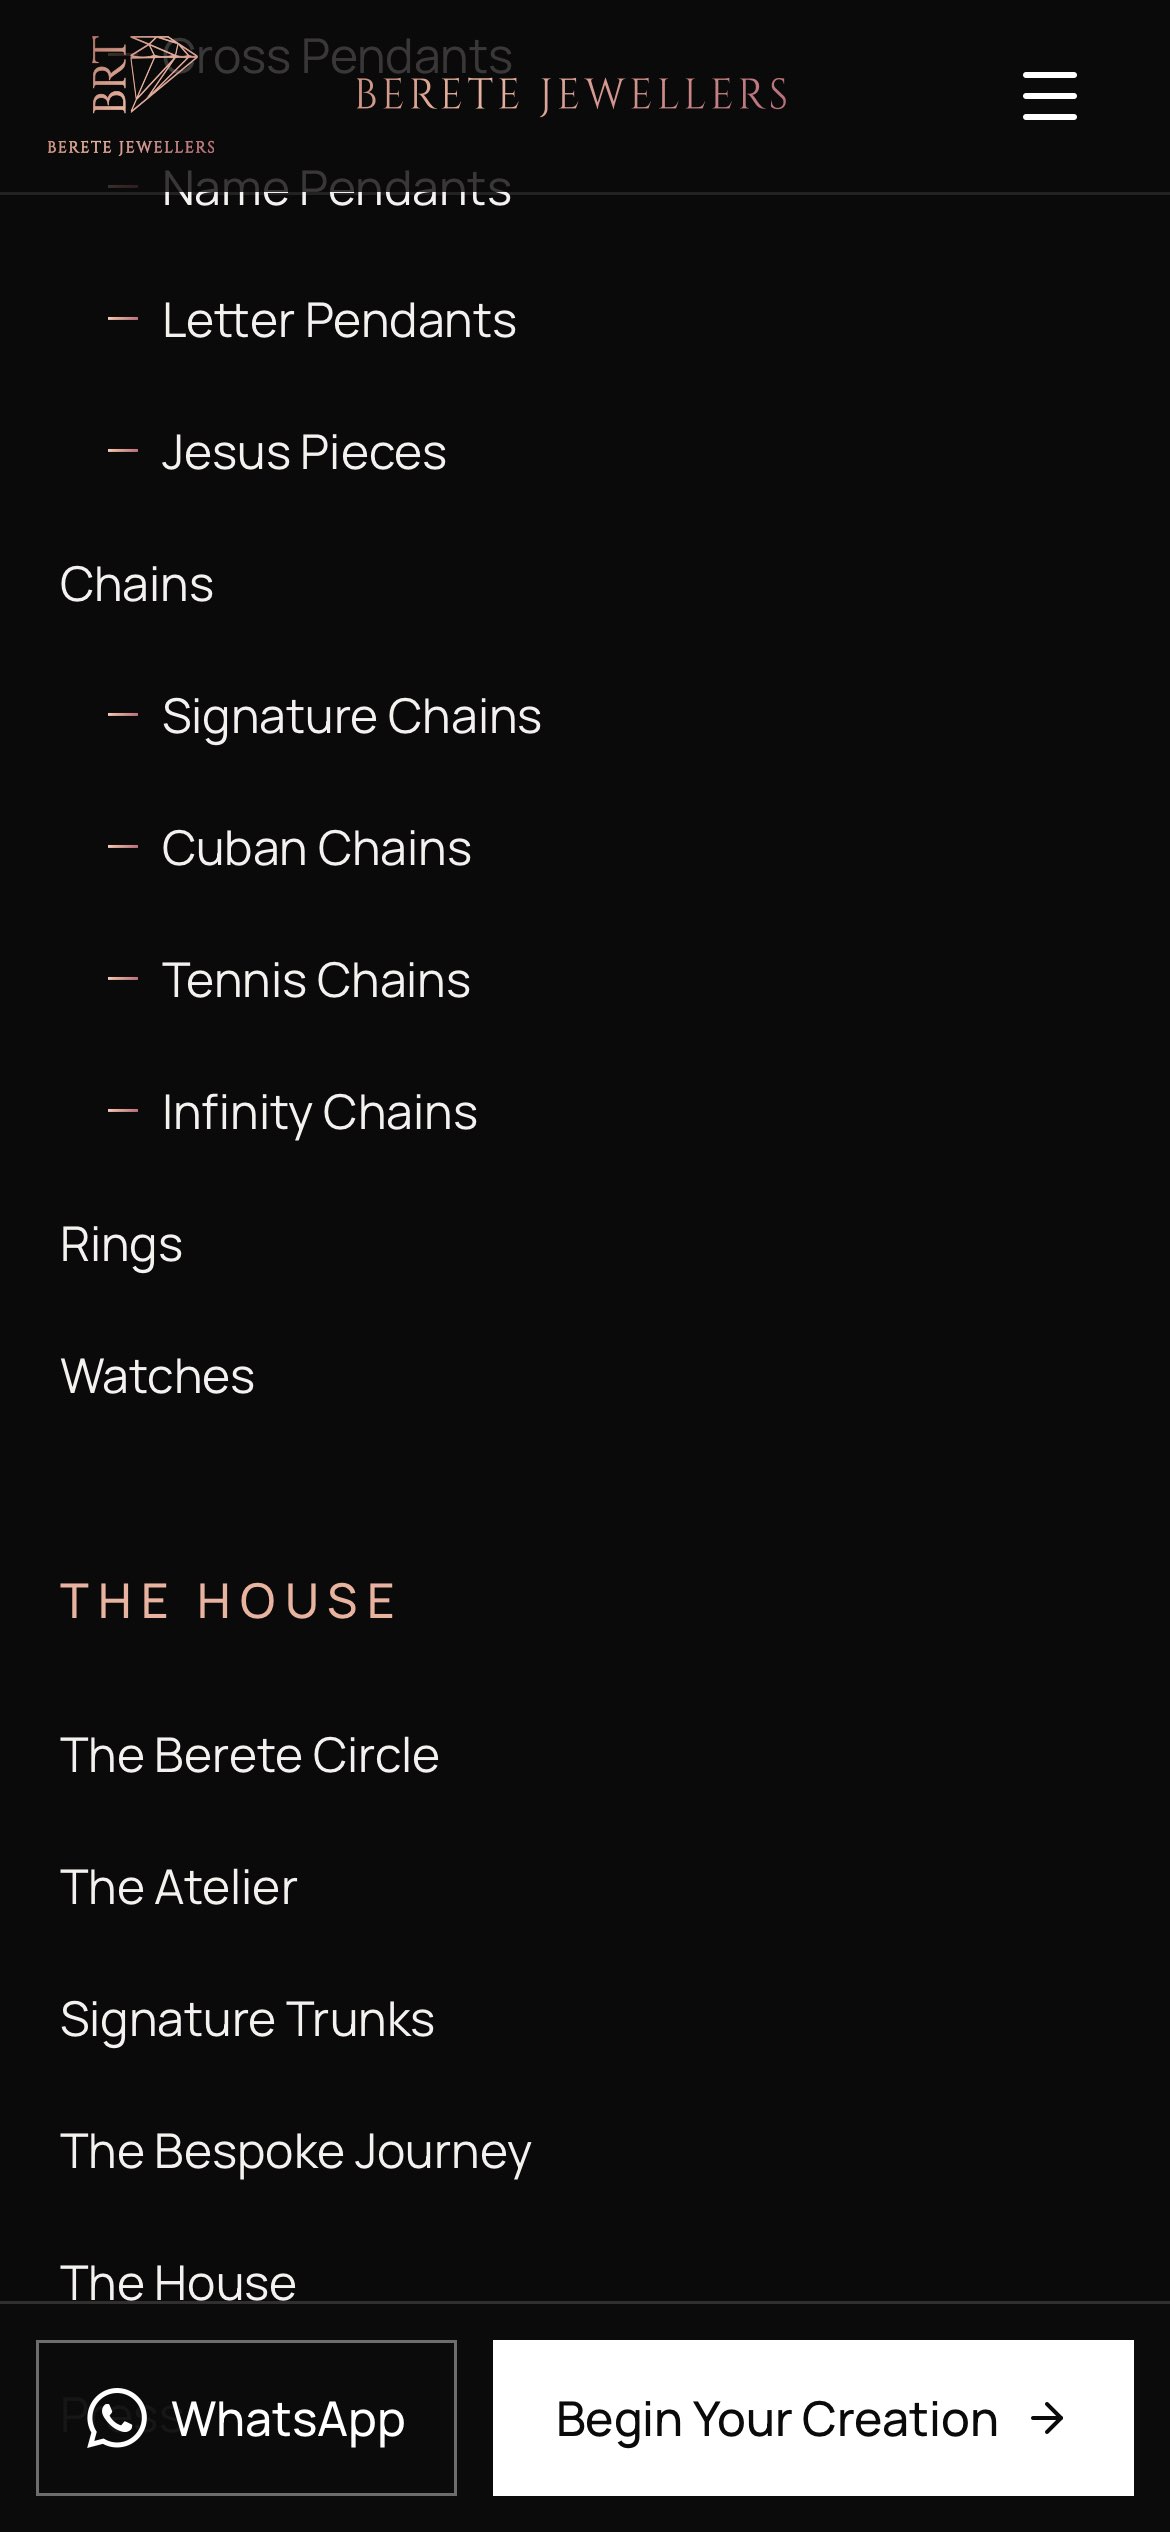 BRT
BERETE JEWELLERS
BERETE JEWELLERS
Cross Pendants
Name Pendants
Letter Pendants
Jesus Pieces
Chains
Signature Chains
Cuban Chains
Tennis Chains
Infinity Chains
Rings
Watches
THE HOUSE
The Berete Circle
The Atelier
Signature Trunks
The Bespoke Journey
The House
Press
WhatsApp
Begin Your Creation